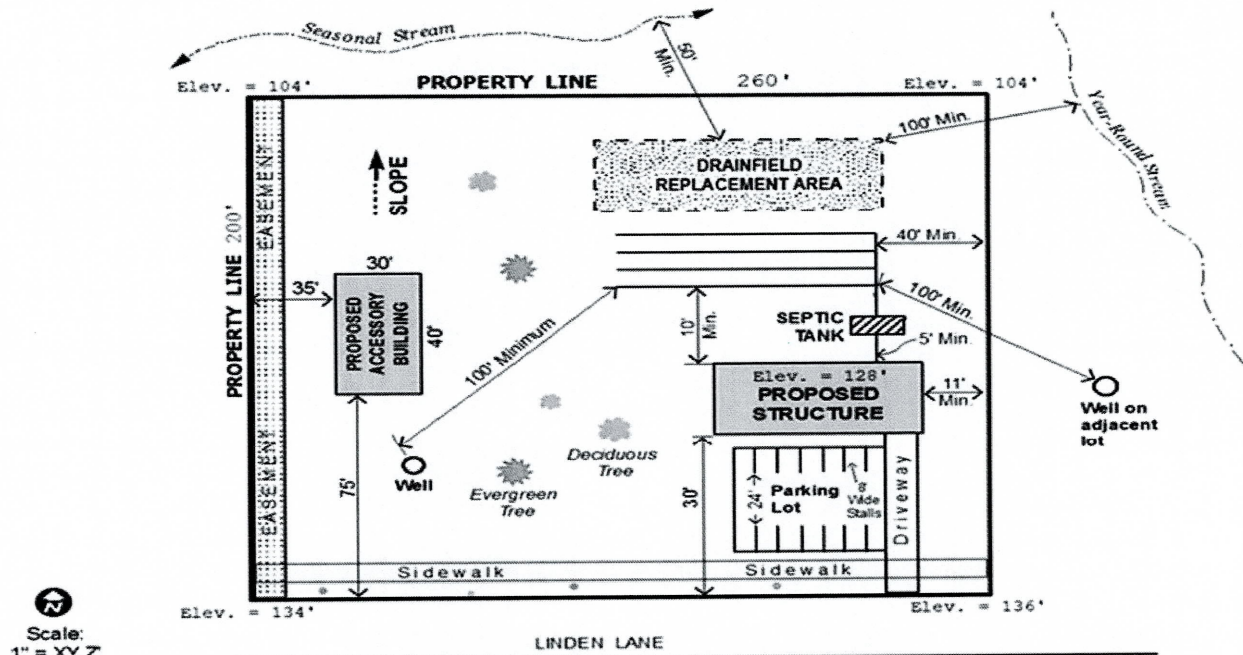 Seasonal Stream
50'
Min.
Elev. = 104'
PROPERTY LINE 260'
Elev. = 104'
Year-Round Stream
100' Min.
EASEMENT
SLOPE
DRAINFIELD
REPLACEMENT AREA
PROPERTY LINE 200'
40' Min.
30'
35'
PROPOSED
ACCESSORY
BUILDING
40'
100' Minimum
10'
Min.
SEPTIC
TANK
100' Min.
5' Min.
Elev. = 128'
PROPOSED
STRUCTURE
11'
Min.
Well on
adjacent
lot
75'
Well
Deciduous
Tree
Evergreen
Tree
EASEMENT
30'
24'
Parking
Lot
8'
Wide
Stalls
Driveway
Sidewalk
Sidewalk
Elev. = 134'
Elev. = 136'
N
Scale:
1" = XY Z'
LINDEN LANE